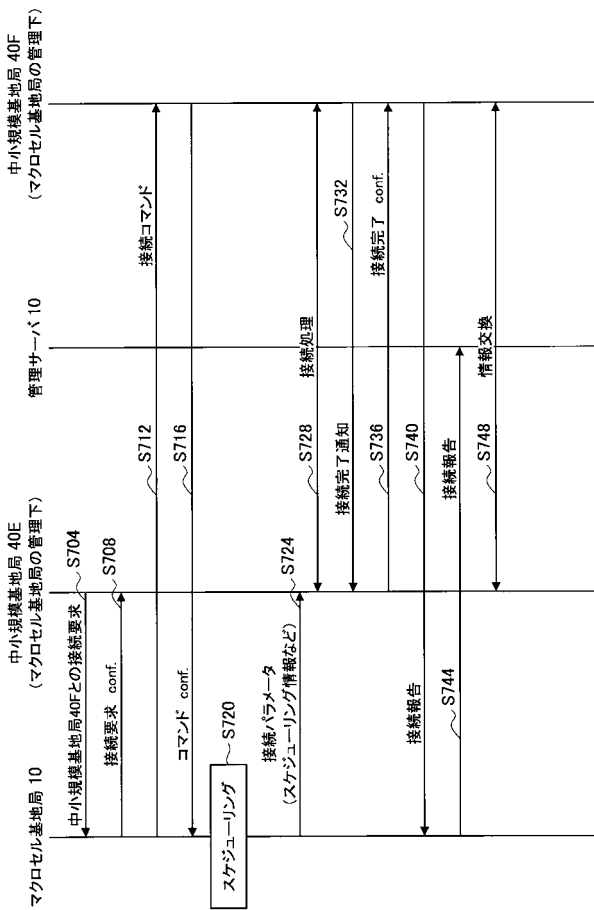 マクロセル基地局 10
中小規模基地局 40E
(マクロセル基地局の管理下)
管理サーバ 10
中小規模基地局 40F
(マクロセル基地局の管理下)
中小規模基地局40Fとの接続要求
S704
接続要求 conf.
S708
S712
接続コマンド
コマンド conf.
S716
スケジューリング
S720
接続パラメータ
(スケジューリング情報など)
S724
S728
接続処理
接続完了通知
S732
S736
接続完了 conf.
接続報告
S740
S744
接続報告
S748
情報交換